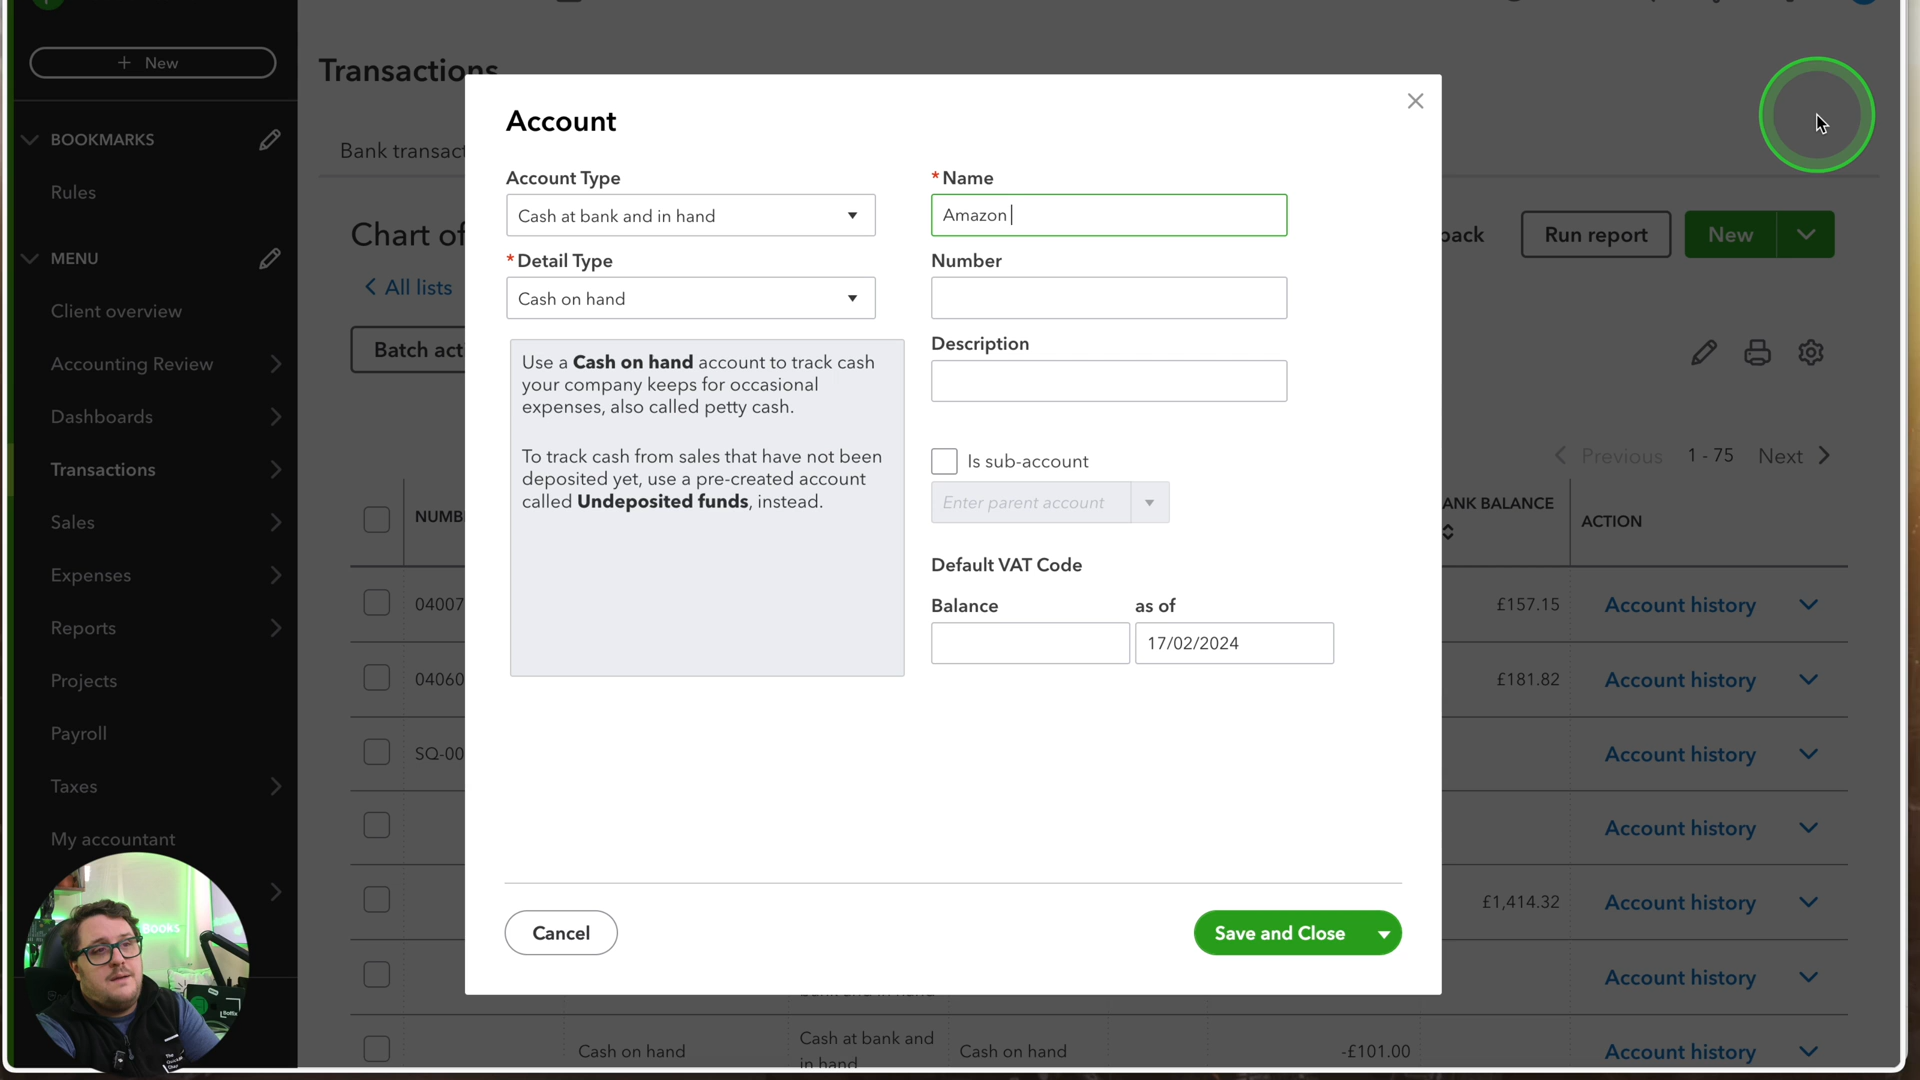 New
Transactions
BOOKMARKS
Rules
MENU
Client overview
Accounting Review
Dashboards
Transactions
Sales
Expenses
Reports
Projects
Payroll
Taxes
My accountant
Bank transact
Chart of
All lists
Batch acti
back
Run report
New
Previous 1 - 75 Next
NUMB
ANK BALANCE
ACTION
04007
£157.15
Account history
04060
£181.82
Account history
SQ-00
Account history
Account history
£1,414.32
Account history
Account history
Cash on hand
Cash at bank and
in hand
Cash on hand
-£101.00
Account history
Account
Account Type
Cash at bank and in hand
* Detail Type
Cash on hand
Use a Cash on hand account to track cash
your company keeps for occasional
expenses, also called petty cash.
To track cash from sales that have not been
deposited yet, use a pre-created account
called Undeposited funds, instead.
* Name
Amazon
Number
Description
Is sub-account
Enter parent account
Default VAT Code
Balance
as of
17/02/2024
Cancel
Save and Close
BOOKS